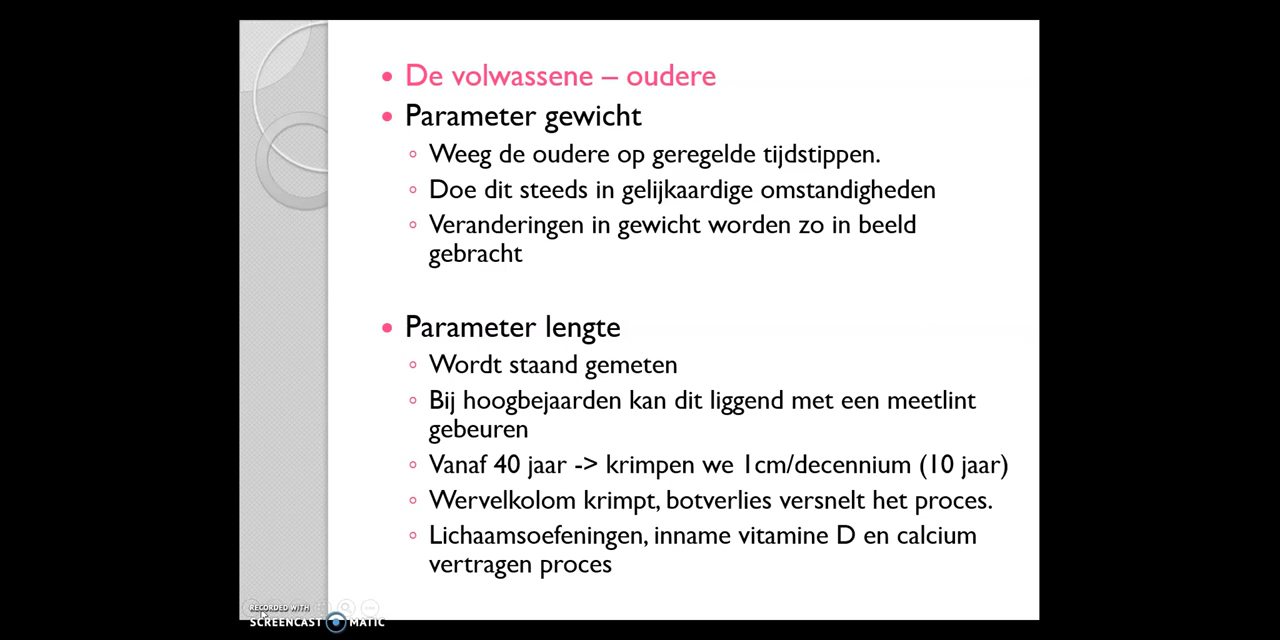 De volwassene – oudere
Parameter gewicht
Weeg de oudere op geregelde tijdstippen.
Doe dit steeds in gelijkaardige omstandigheden
Veranderingen in gewicht worden zo in beeld
gebracht
Parameter lengte
Wordt staand gemeten
Bij hoogbejaarden kan dit liggend met een meetlint
gebeuren
Vanaf 40 jaar -> krimpen we 1cm/decennium (10 jaar)
Wervelkolom krimpt, botverlies versnelt het proces.
Lichaamsoefeningen, inname vitamine D en calcium
vertragen proces
RECORDED WITH
SCREENCAST MATIC